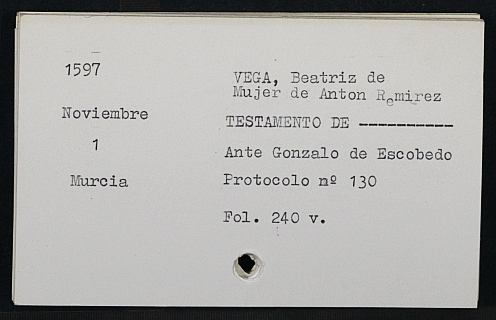 1597
VEGA, Beatriz de
Mujer de Anton Remirez
Noviembre
TESTAMENTO DE ----------
1
Ante Gonzalo de Escobedo
Murcia
Protocolo nº 130
Fol. 240 v.